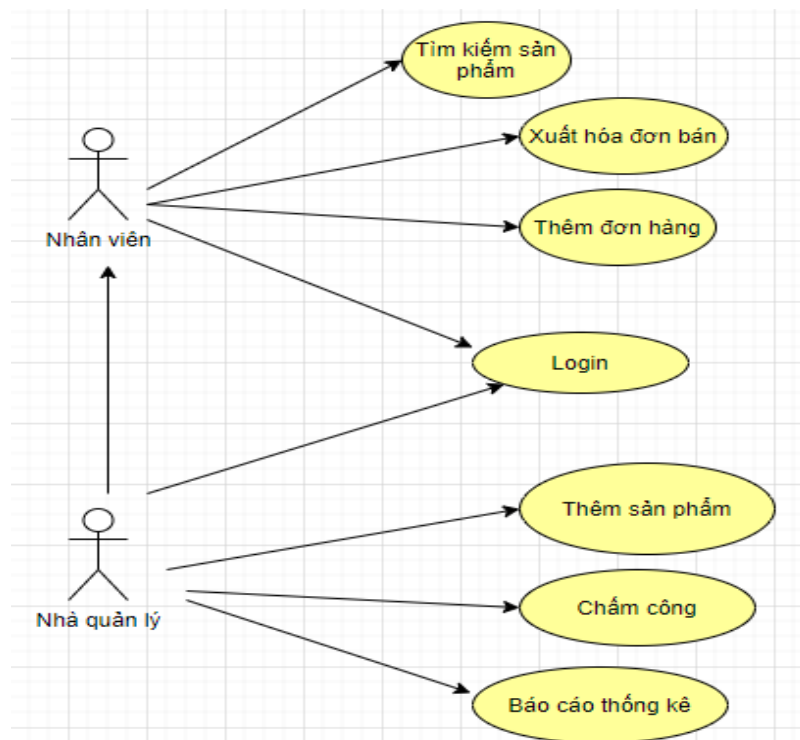 Tìm kiếm sản
phẩm
Xuất hóa đơn bán
Thêm đơn hàng
Nhân viên
Login
Thêm sản phẩm
Chấm công
Nhà quản lý
Báo cáo thống kê